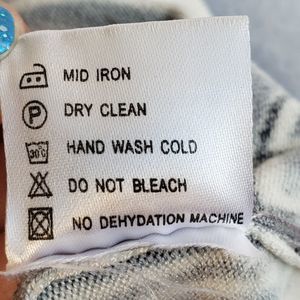 MID IRON
P DRY CLEAN
30°C HAND WASH COLD
DO NOT BLEACH
NO DEHYDATION MACHINE